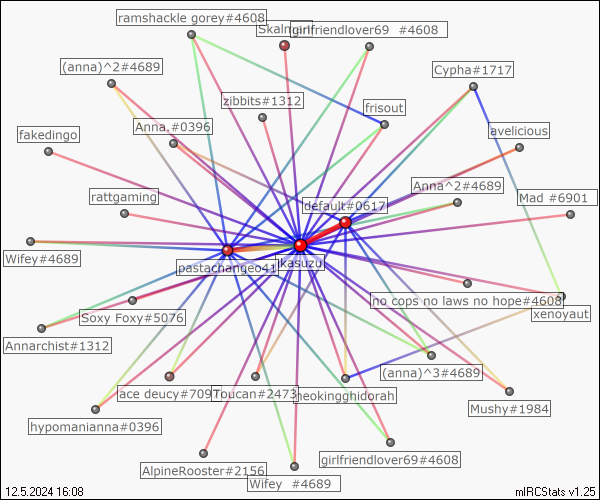 ramshackle gorey#4608
girlfriendlover69 #4608
(anna)^2#4689
Cypha#1717
zibbits#1312
frisout
fakedingo
Anna.#0396
avelicious
Anna^2#4689
rattgaming
default#0617
Mad #6901
Wifey#4689
pastachangeo41
kasuzu
no cops no laws no hope#4608
Soxy Foxy#5076
xenoyaut
Annarchist#1312
(anna)^3#4689
ace deucy#7097
Toucan#2473
neokingghidorah
Mushy#1984
hypomanianna#0396
girlfriendlover69#4608
AlpineRooster#2156
Wifey #4689
12.5.2024 16:08
mIRCStats v1.25